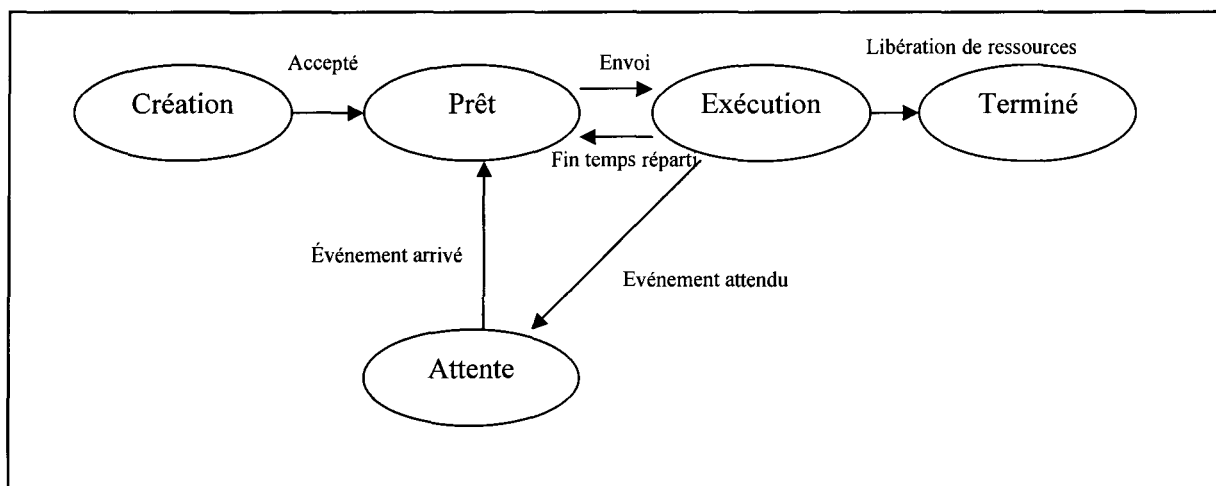 Libération de ressources
Accepté
Envoi
Création
Prêt
Exécution
Terminé
Fin temps réparti
Événement arrivé
Evénement attendu
Attente